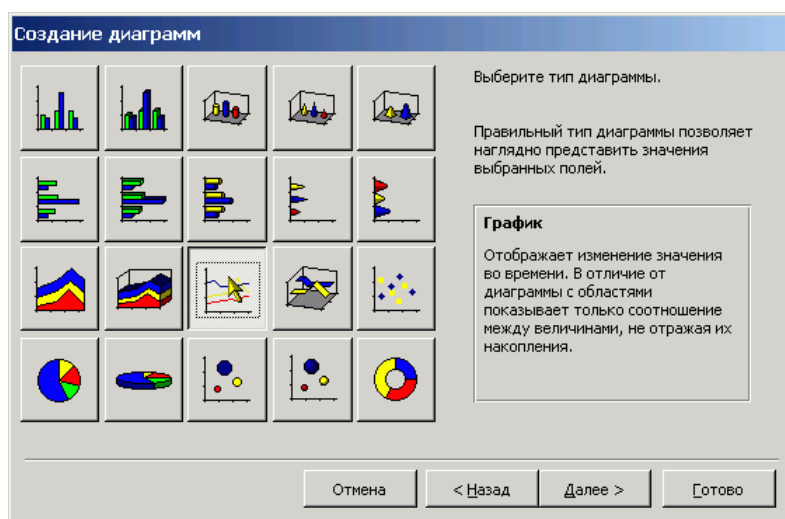 Создание диаграмм
Выберите тип диаграммы.
Правильный тип диаграммы позволяет
наглядно представить значения
выбранных полей.
График
Отображает изменение значения
во времени. В отличие от
диаграммы с областями
показывает только соотношение
между величинами, не отражая их
накопления.
Отмена
< Назад
Далее >
Готово